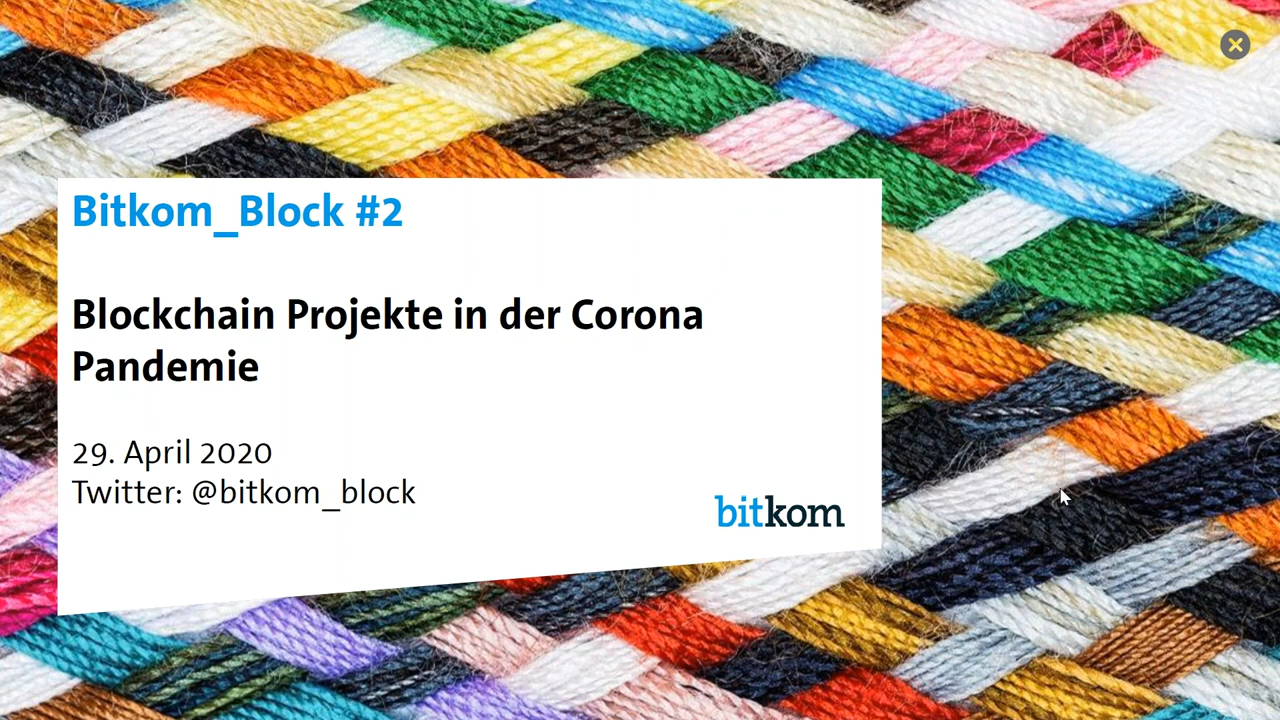 Bitkom_Block #2
Blockchain Projekte in der Corona
Pandemie
29. April 2020
Twitter: @bitkom_block
bitkom